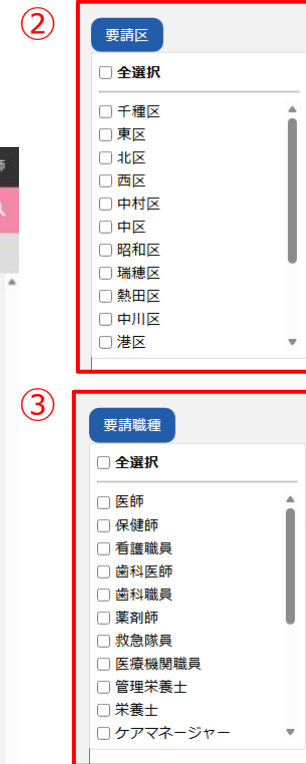 ②
要請区
全選択
千種区
東区
北区
西区
中村区
中区
昭和区
瑞穂区
熱田区
中川区
港区
③
要請職種
全選択
医師
保健師
看護職員
歯科医師
歯科職員
薬剤師
救急隊員
医療機関職員
管理栄養士
栄養士
ケアマネージャー